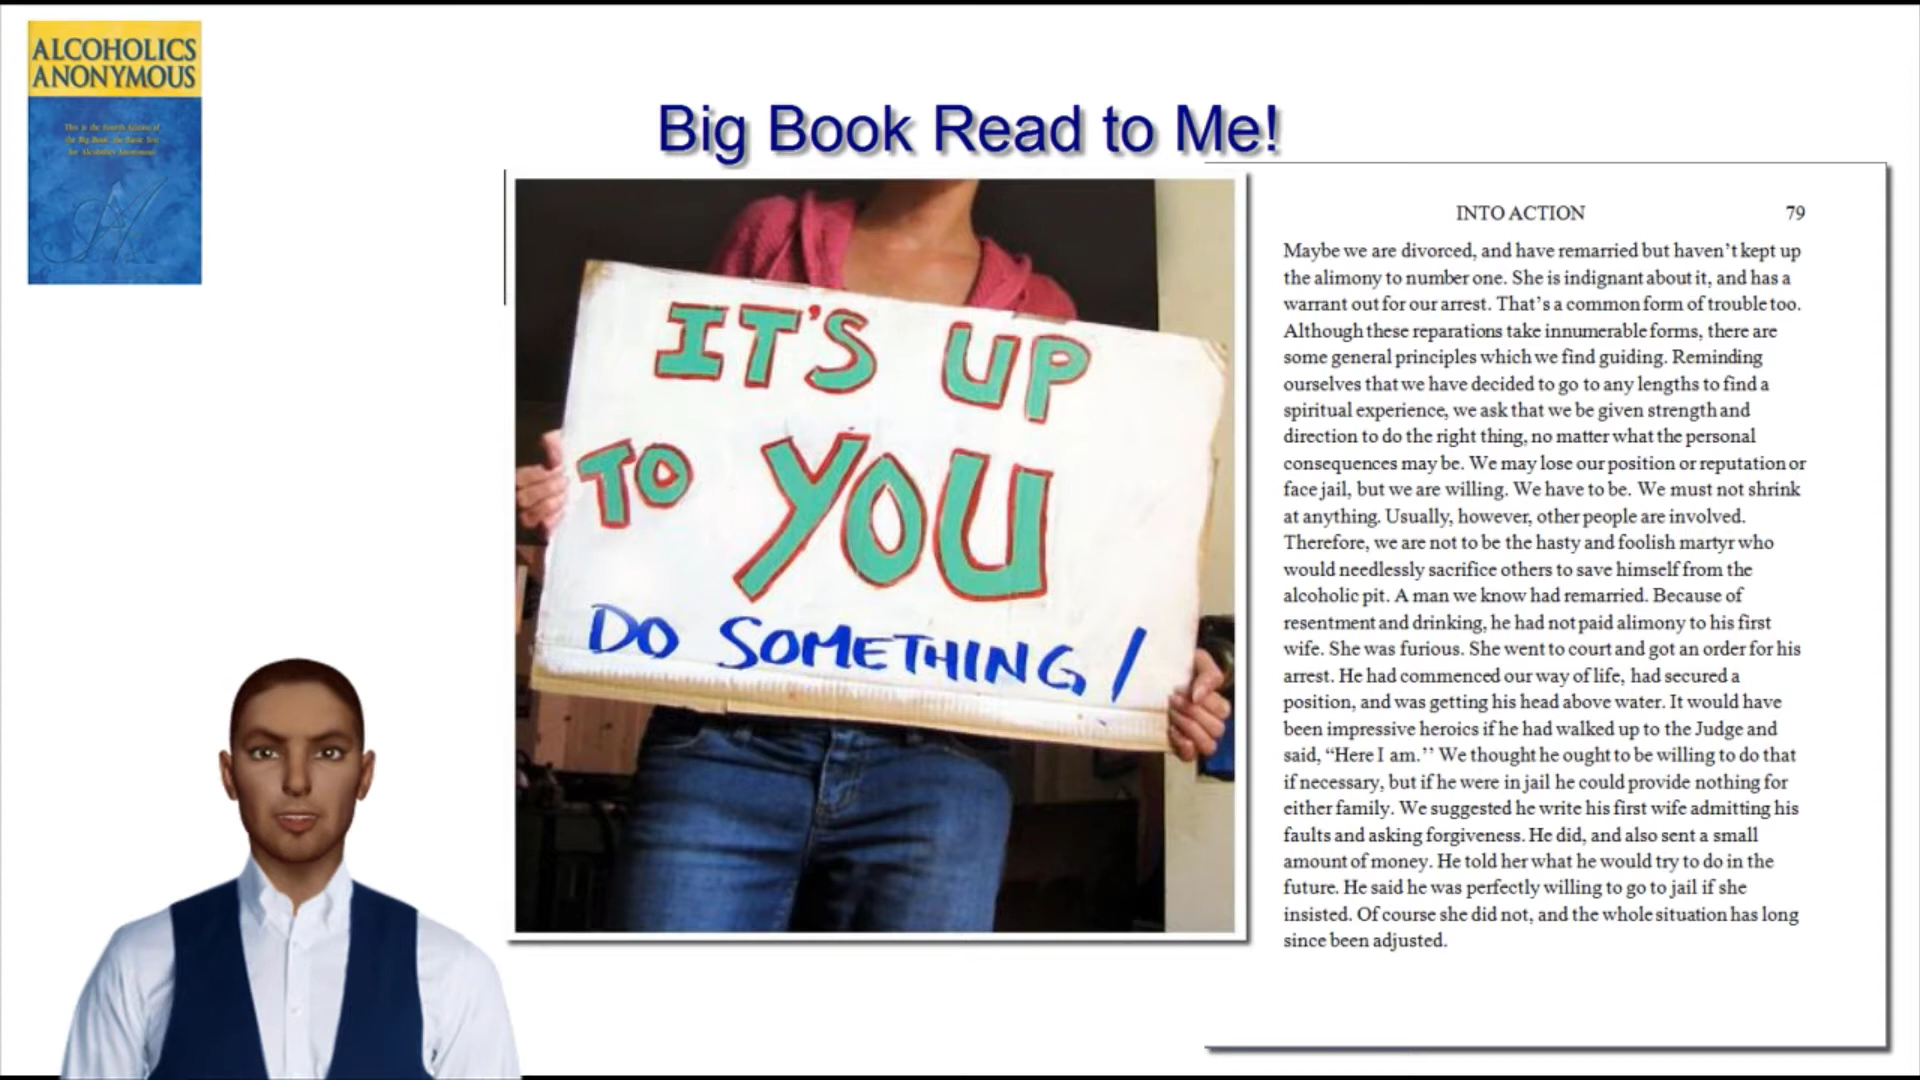 ALCOHOLICS
ANONYMOUS
This is the Fourth Edition of
the Big Book, the Basic Text
for Alcoholics Anonymous
Big Book Read to Me!
IT'S UP
TO YOU
DO SOMETHING!
INTO ACTION 79
Maybe we are divorced, and have remarried but haven't kept up
the alimony to number one. She is indignant about it, and has a
warrant out for our arrest. That's a common form of trouble too.
Although these reparations take innumerable forms, there are
some general principles which we find guiding. Reminding
ourselves that we have decided to go to any lengths to find a
spiritual experience, we ask that we be given strength and
direction to do the right thing, no matter what the personal
consequences may be. We may lose our position or reputation or
face jail, but we are willing. We have to be. We must not shrink
at anything. Usually, however, other people are involved.
Therefore, we are not to be the hasty and foolish martyr who
would needlessly sacrifice others to save himself from the
alcoholic pit. A man we know had remarried. Because of
resentment and drinking, he had not paid alimony to his first
wife. She was furious. She went to court and got an order for his
arrest. He had commenced our way of life, had secured a
position, and was getting his head above water. It would have
been impressive heroics if he had walked up to the Judge and
said, “Here I am.’’ We thought he ought to be willing to do that
if necessary, but if he were in jail he could provide nothing for
either family. We suggested he write his first wife admitting his
faults and asking forgiveness. He did, and also sent a small
amount of money. He told her what he would try to do in the
future. He said he was perfectly willing to go to jail if she
insisted. Of course she did not, and the whole situation has long
since been adjusted.